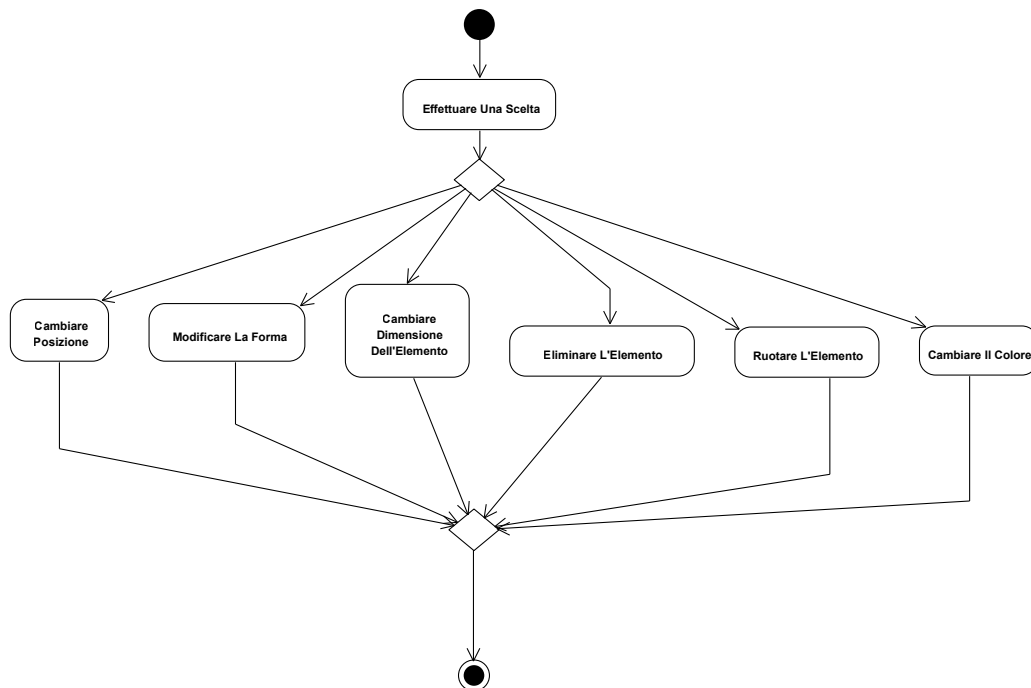 Effettuare Una Scelta
Cambiare
Posizione
Modificare La Forma
Cambiare
Dimensione
Dell'Elemento
Eliminare L'Elemento
Ruotare L'Elemento
Cambiare Il Colore